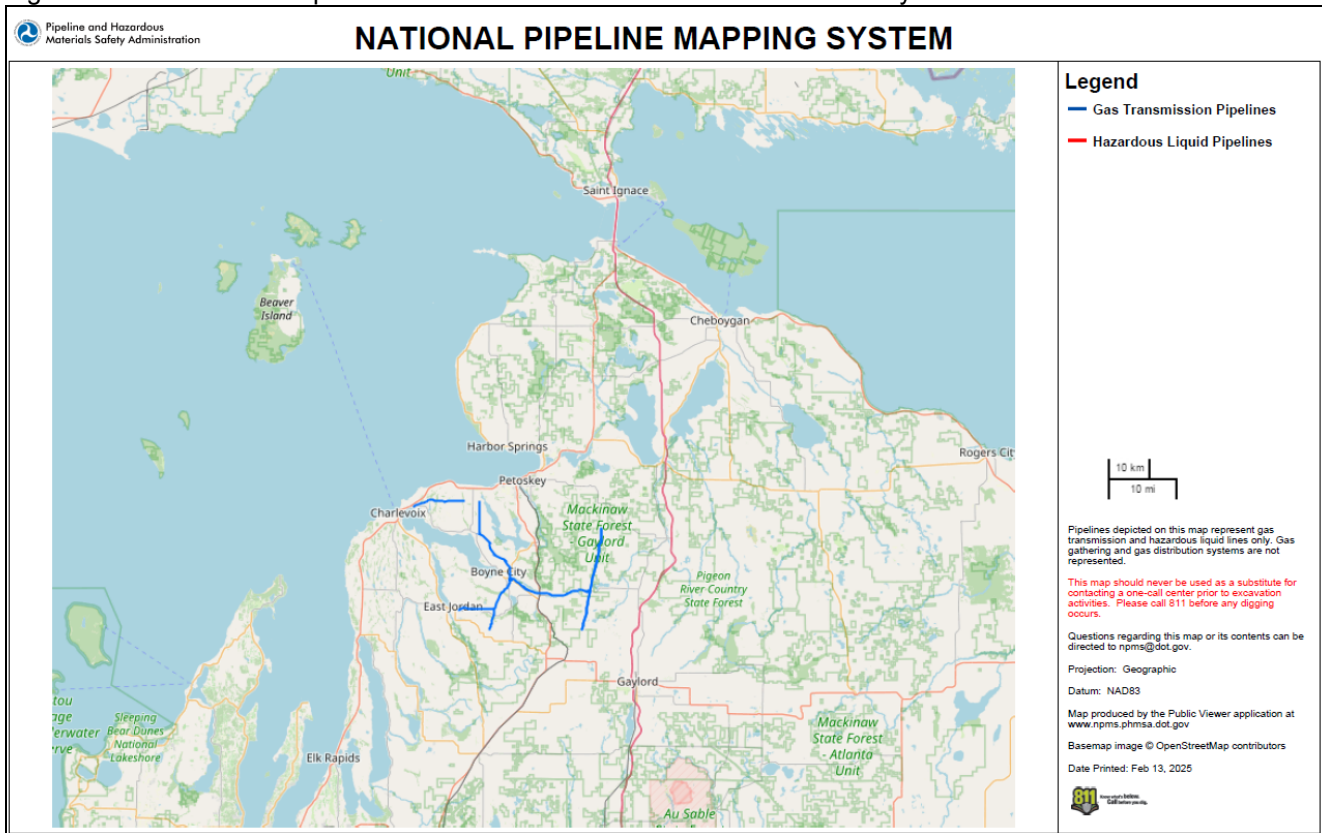 Pipeline and Hazardous
Materials Safety Administration
NATIONAL PIPELINE MAPPING SYSTEM
Unit
Saint Ignace
Beaver
Island
Cheboygan
Harbor Springs
Rogers City
Petoskey
Charlevoix
Mackinaw
State Forest
- Gaylord
Unit
Boyne City
Pigeon
River Country
State Forest
East Jordan
Gaylord
Sleeping
Bear Dunes
National
Lakeshore
Mackinaw
State Forest
- Atlanta
Unit
Elk Rapids
Au Sable
Legend
Gas Transmission Pipelines
Hazardous Liquid Pipelines
10 km
10 mi
Pipelines depicted on this map represent gas
transmission and hazardous liquid lines only. Gas
gathering and gas distribution systems are not
represented.
This map should never be used as a substitute for
contacting a one-call center prior to excavation
activities. Please call 811 before any digging
occurs.
Questions regarding this map or its contents can be
directed to npms@dot.gov.
Projection: Geographic
Datum: NAD83
Map produced by the Public Viewer application at
www.npms.phmsa.dot.gov
Basemap image © OpenStreetMap contributors
Date Printed: Feb 13, 2025
811
Know what's below.
Call before you dig.